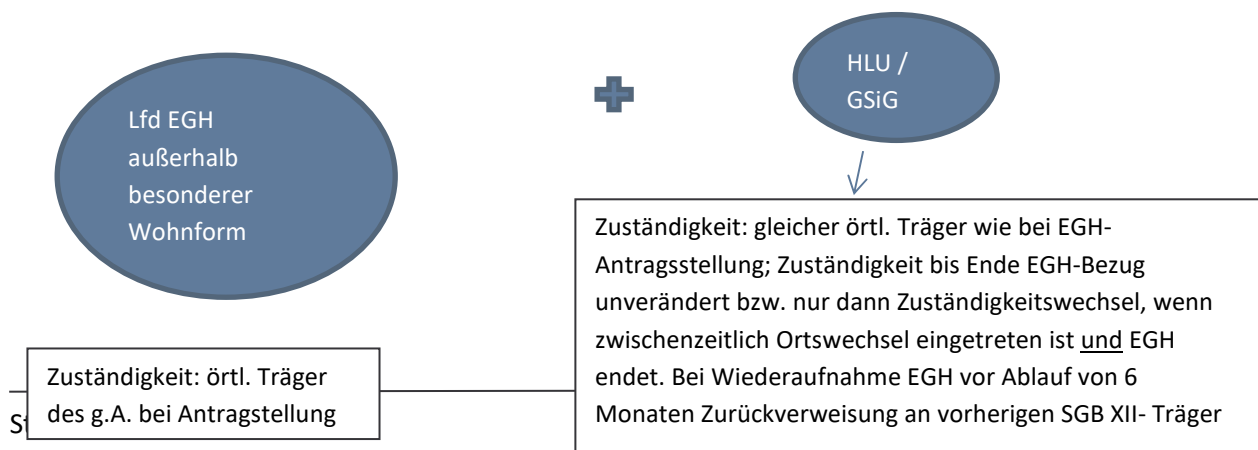 Lfd EGH
außerhalb
besonderer
Wohnform
HLU /
GSiG
Zuständigkeit: gleicher örtl. Träger wie bei EGH-
Antragsstellung; Zuständigkeit bis Ende EGH-Bezug
unverändert bzw. nur dann Zuständigkeitswechsel, wenn
zwischenzeitlich Ortswechsel eingetreten ist und EGH
endet. Bei Wiederaufnahme EGH vor Ablauf von 6
Monaten Zurückverweisung an vorherigen SGB XII- Träger
Zuständigkeit: örtl. Träger
des g.A. bei Antragstellung